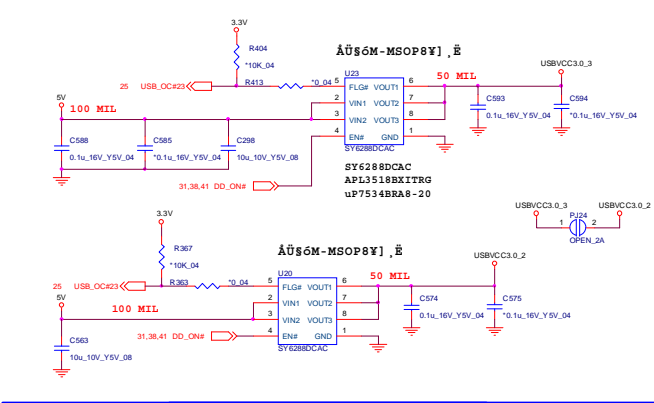 3.3V
R404
*10K_04
ÁÜ§óM-MSOP8¥]¸Ë
USBVCC3.0_3
25 USB_OC#23 R413 *0_04
U23
5 FLG# VOUT1 6 50 MIL
2 VIN1 VOUT2 7
3 VIN2 VOUT3 8
4 EN# GND 1
SY6288DCAC
5V
100 MIL
C593
0.1u_16V_Y5V_04
C594
*0.1u_16V_Y5V_04
C588
0.1u_16V_Y5V_04
C585
*0.1u_16V_Y5V_04
C298
10u_10V_Y5V_08
SY6288DCAC
APL3518BXITRG
uP7534BRA8-20
31,38,41 DD_ON#
USBVCC3.0_3 USBVCC3.0_2
PJ24
1 2
OPEN_2A
3.3V
R367
*10K_04
ÁÜ§óM-MSOP8¥]¸Ë
USBVCC3.0_2
25 USB_OC#23 R363 *0_04
U20
5 FLG# VOUT1 6 50 MIL
2 VIN1 VOUT2 7
3 VIN2 VOUT3 8
4 EN# GND 1
SY6288DCAC
5V
100 MIL
C574
0.1u_16V_Y5V_04
C575
*0.1u_16V_Y5V_04
31,38,41 DD_ON#
C563
10u_10V_Y5V_08